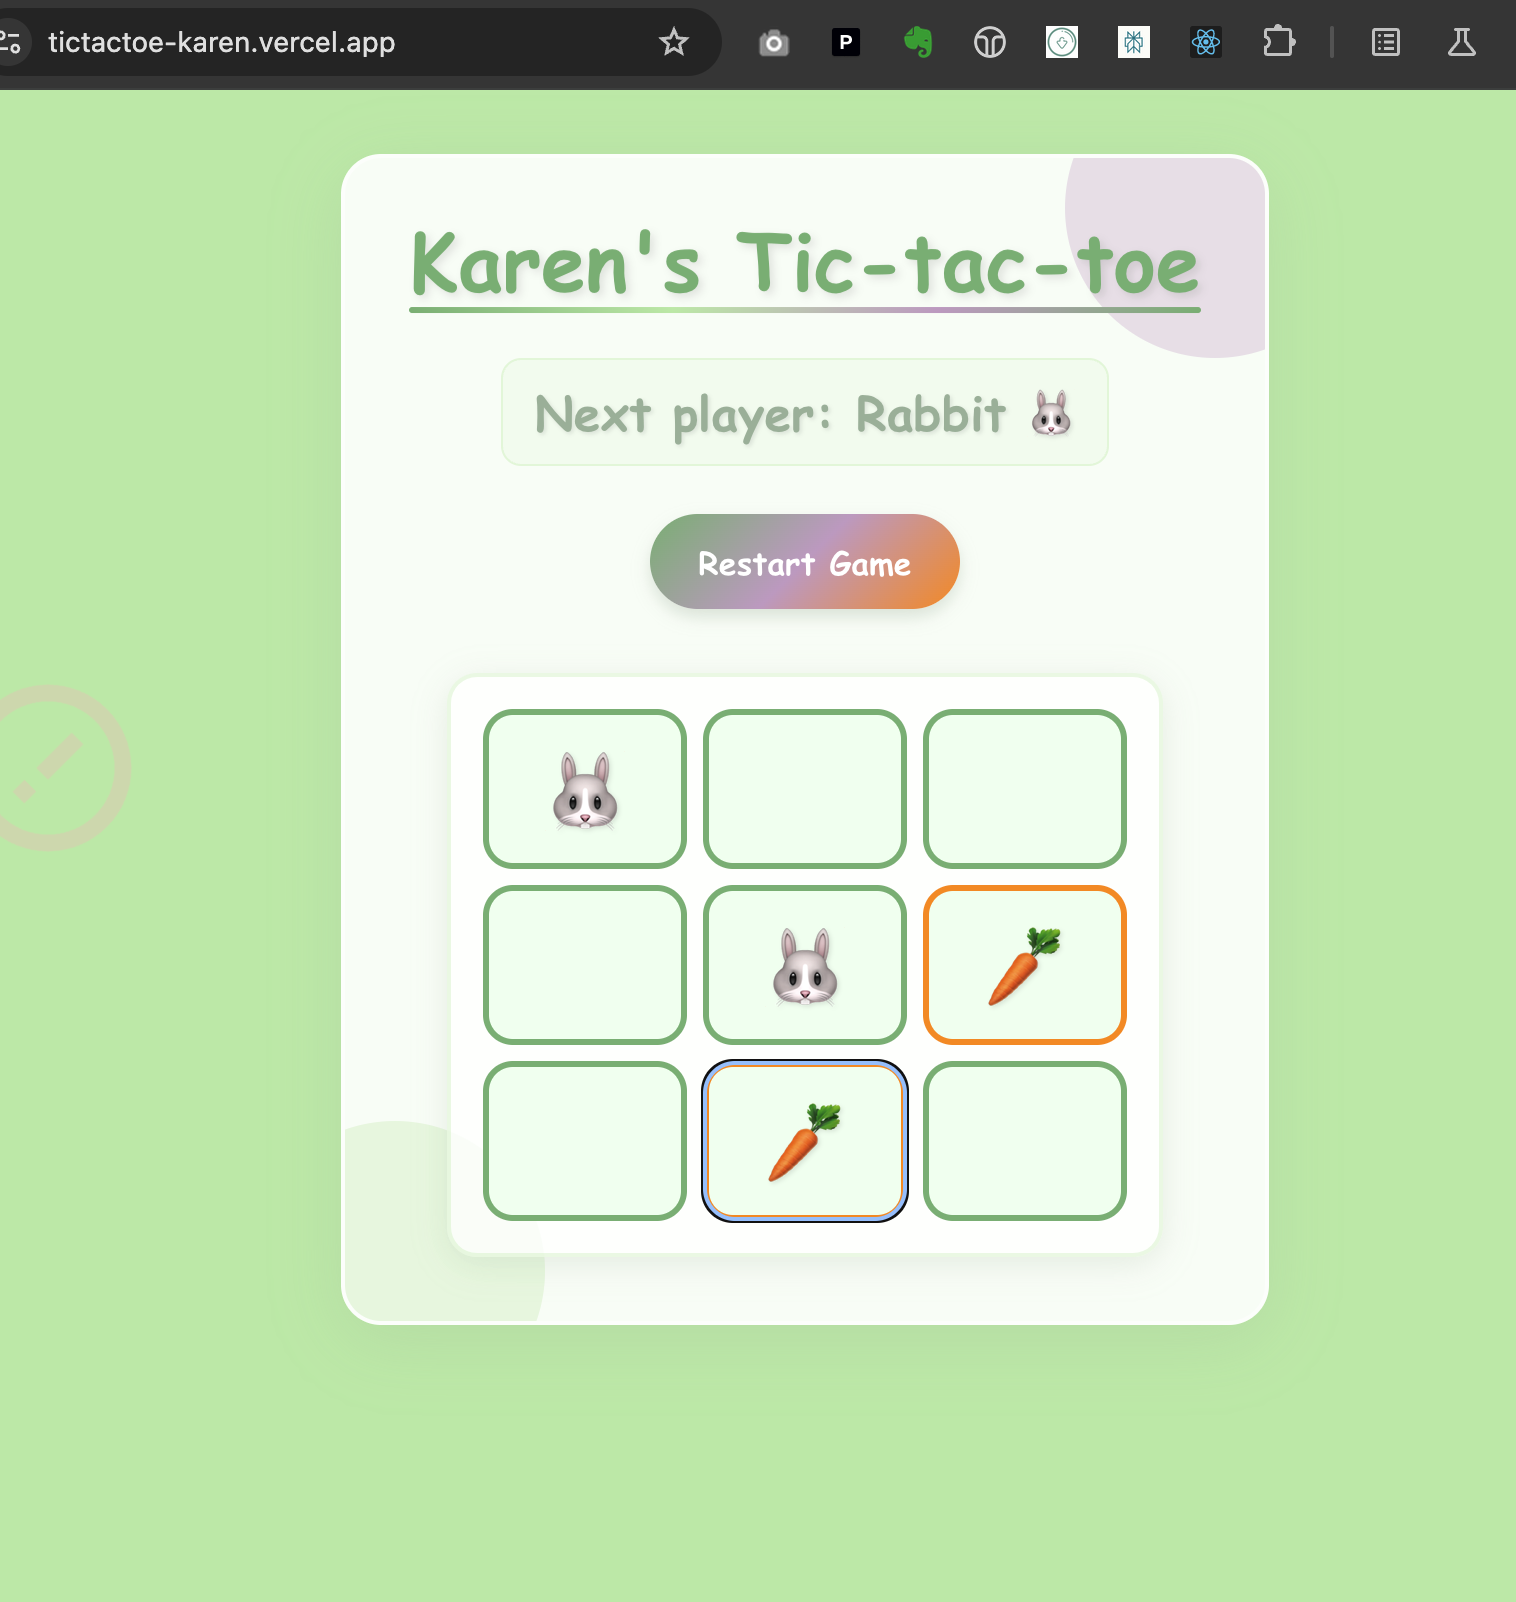 tictactoe-karen.vercel.app
P
Karen's Tic-tac-toe
Next player: Rabbit 🐰
Restart Game